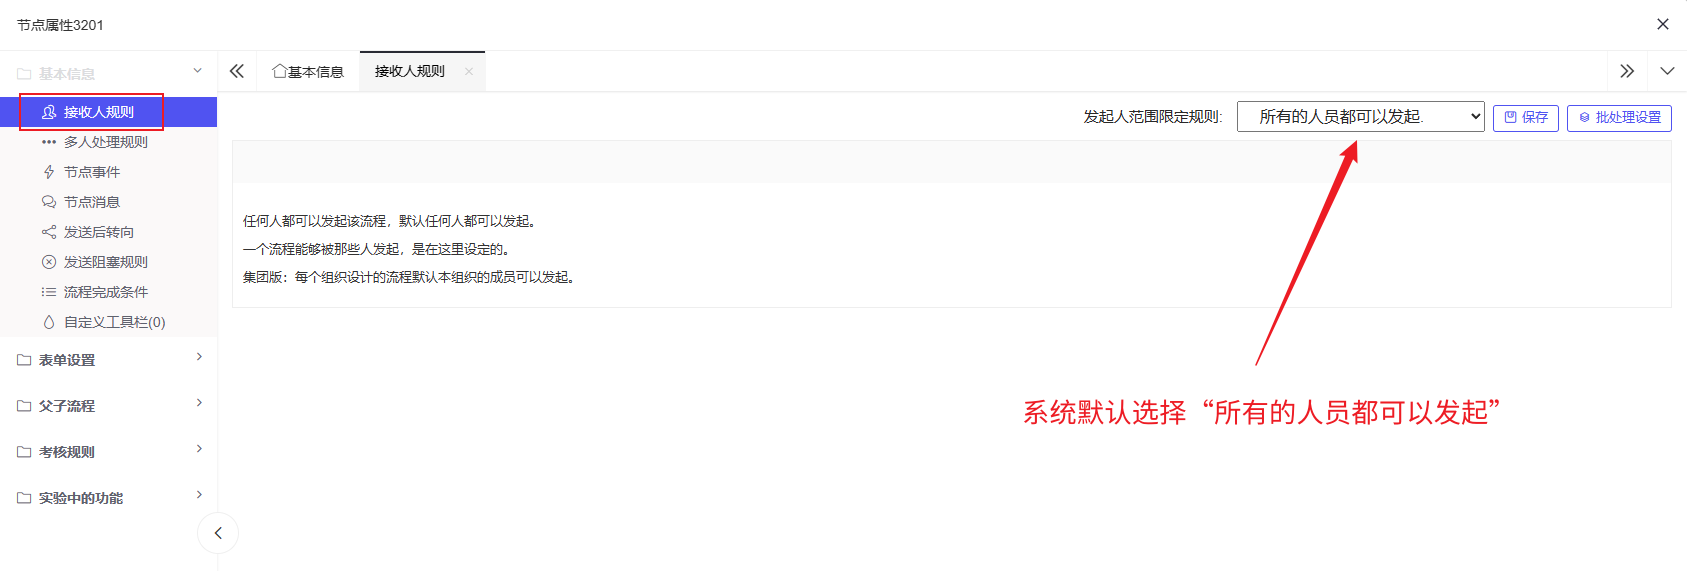 节点属性3201
基本信息
接收人规则
多人处理规则
节点事件
节点消息
发送后转向
发送阻塞规则
流程完成条件
自定义工具栏(0)
表单设置
父子流程
考核规则
实验中的功能
基本信息
接收人规则
发起人范围限定规则:
所有的人员都可以发起.
保存
批处理设置
任何人都可以发起该流程，默认任何人都可以发起。
一个流程能够被那些人发起，是在这里设定的。
集团版：每个组织设计的流程默认本组织的成员可以发起。
系统默认选择“所有的人员都可以发起”